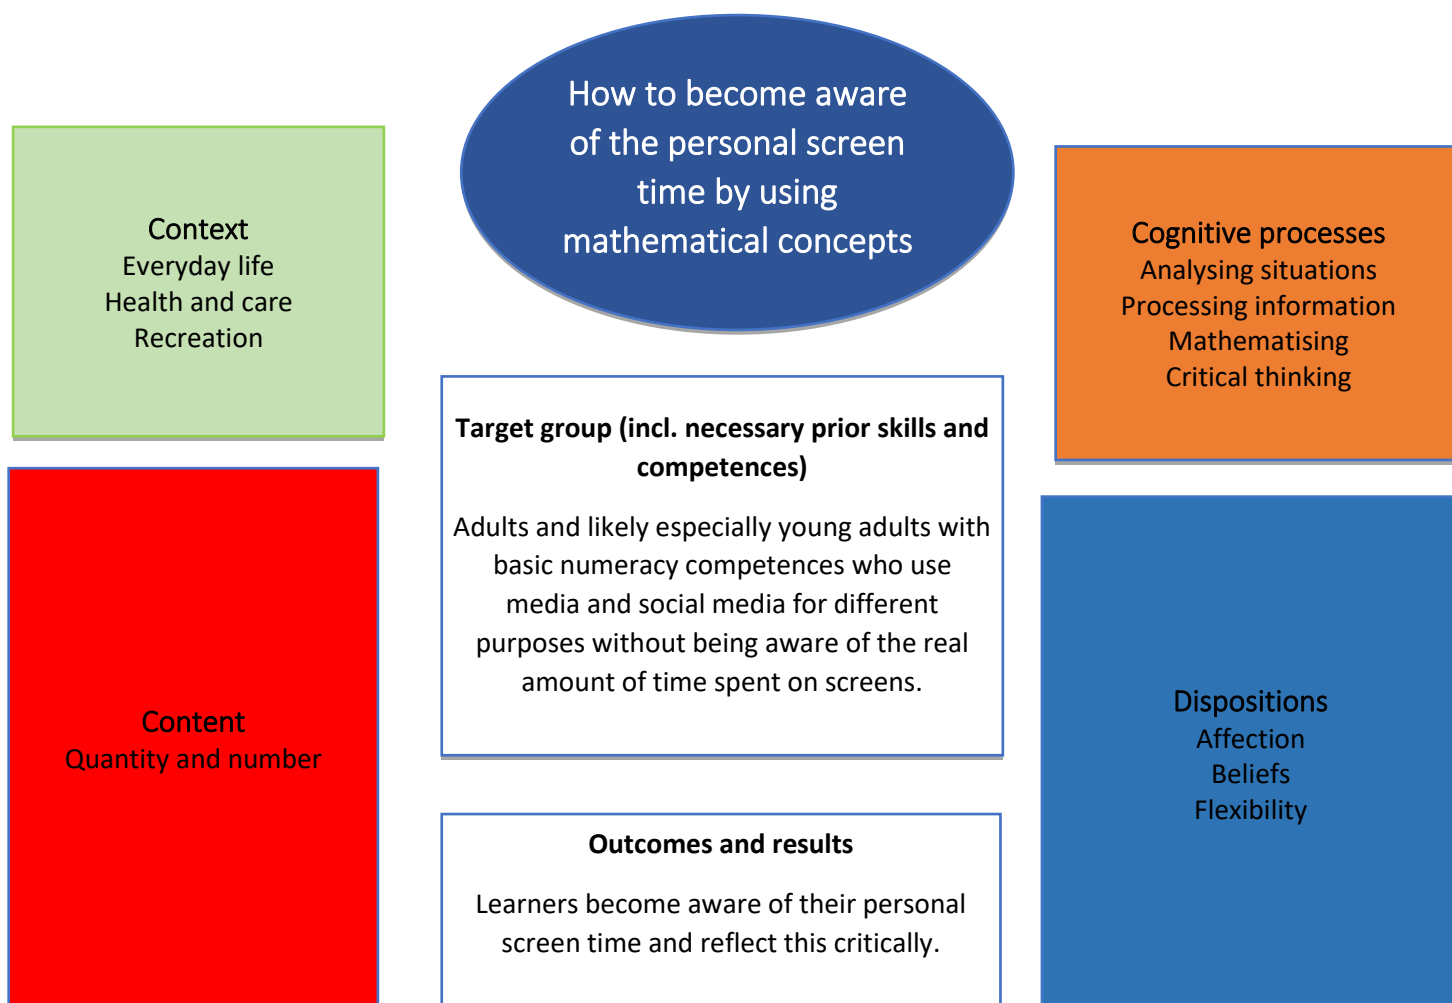 How to become aware
of the personal screen
time by using
mathematical concepts
Context
Everyday life
Health and care
Recreation
Cognitive processes
Analysing situations
Processing information
Mathematising
Critical thinking
Target group (incl. necessary prior skills and
competences)
Adults and likely especially young adults with
basic numeracy competences who use
media and social media for different
purposes without being aware of the real
amount of time spent on screens.
Content
Quantity and number
Dispositions
Affection
Beliefs
Flexibility
Outcomes and results
Learners become aware of their personal
screen time and reflect this critically.